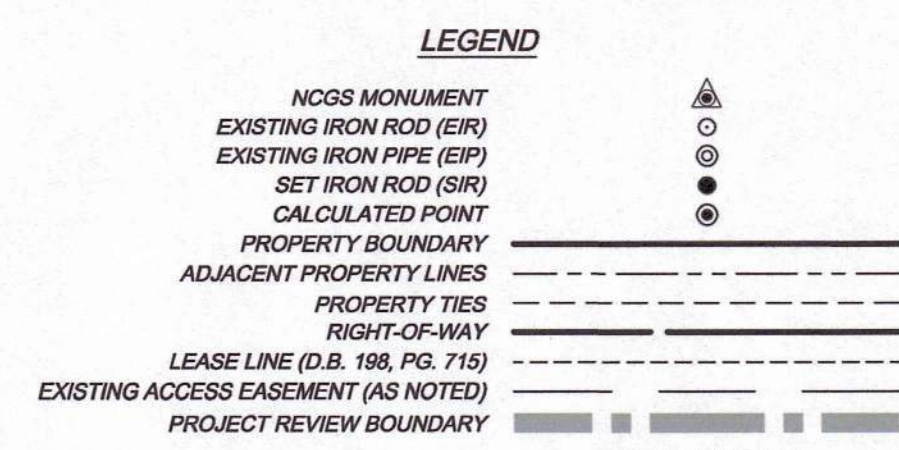 LEGEND
NCGS MONUMENT
EXISTING IRON ROD (EIR)
EXISTING IRON PIPE (EIP)
SET IRON ROD (SIR)
CALCULATED POINT
PROPERTY BOUNDARY
ADJACENT PROPERTY LINES
PROPERTY TIES
RIGHT-OF-WAY
LEASE LINE (D.B. 198, PG. 715)
EXISTING ACCESS EASEMENT (AS NOTED)
PROJECT REVIEW BOUNDARY